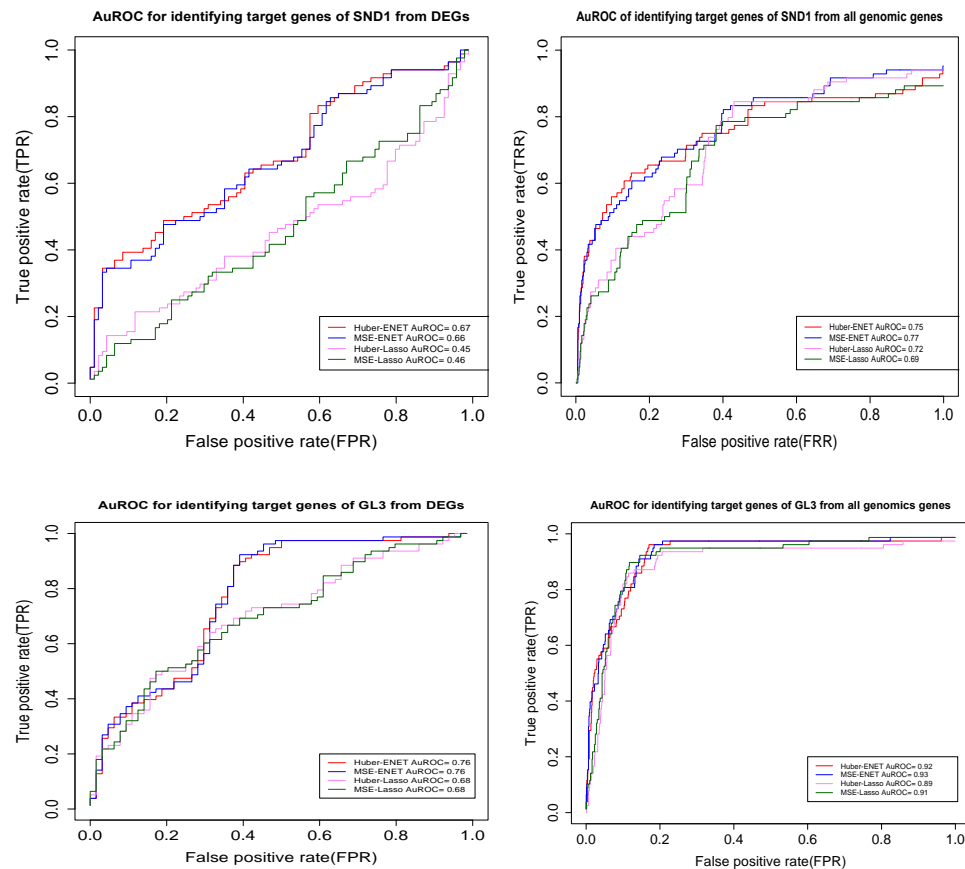 AuROC for identifying target genes of SND1 from DEGs
True positive rate(TPR)
1.0
0.8
0.6
0.4
0.2
0.0
Huber-ENET AuROC= 0.67
MSE-ENET AuROC= 0.66
Huber-Lasso AuROC= 0.45
MSE-Lasso AuROC= 0.46
0.0 0.2 0.4 0.6 0.8 1.0
False positive rate(FPR)
AuROC of identifying target genes of SND1 from all genomic genes
True positive rate(TRR)
1.0
0.8
0.6
0.4
0.2
0.0
Huber-ENET AuROC= 0.75
MSE-ENET AuROC= 0.77
Huber-Lasso AuROC= 0.72
MSE-Lasso AuROC= 0.69
0.0 0.2 0.4 0.6 0.8 1.0
False positive rate(FRR)
AuROC for identifying target genes of GL3 from DEGs
True positive rate(TPR)
1.0
0.8
0.6
0.4
0.2
0.0
Huber-ENET AuROC= 0.76
MSE-ENET AuROC= 0.76
Huber-Lasso AuROC= 0.68
MSE-Lasso AuROC= 0.68
0.0 0.2 0.4 0.6 0.8 1.0
False positive rate(FPR)
AuROC for identifying target genes of GL3 from all genomics genes
True positive rate(TPR)
1.0
0.8
0.6
0.4
0.2
0.0
Huber-ENET AuROC= 0.92
MSE-ENET AuROC= 0.93
Huber-Lasso AuROC= 0.89
MSE-Lasso AuROC= 0.91
0.0 0.2 0.4 0.6 0.8 1.0
False positive rate(FPR)